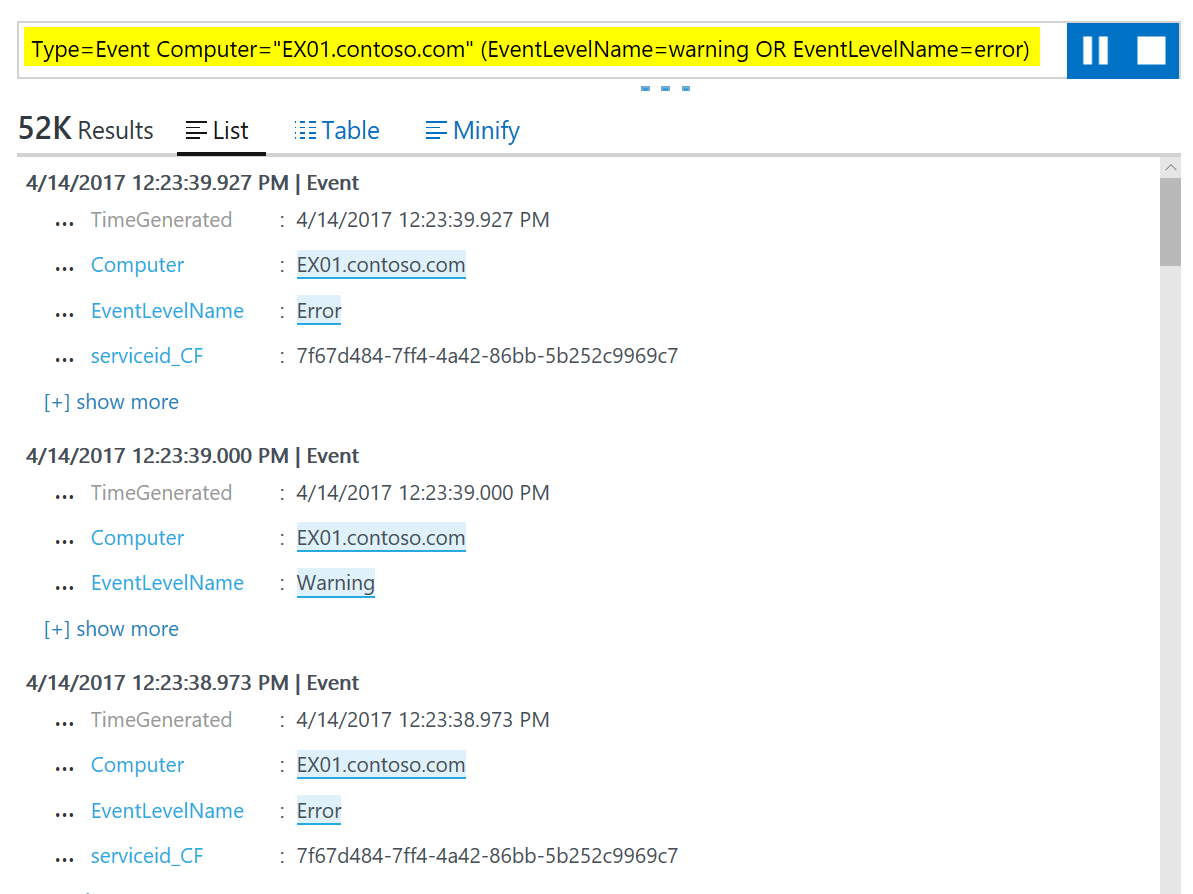 Type=Event Computer="EX01.contoso.com" (EventLevelName=warning OR EventLevelName=error)
52K Results List Table Minify
4/14/2017 12:23:39.927 PM | Event
... TimeGenerated : 4/14/2017 12:23:39.927 PM
... Computer : EX01.contoso.com
... EventLevelName : Error
... serviceid_CF : 7f67d484-7ff4-4a42-86bb-5b252c9969c7
[+] show more
4/14/2017 12:23:39.000 PM | Event
... TimeGenerated : 4/14/2017 12:23:39.000 PM
... Computer : EX01.contoso.com
... EventLevelName : Warning
[+] show more
4/14/2017 12:23:38.973 PM | Event
... TimeGenerated : 4/14/2017 12:23:38.973 PM
... Computer : EX01.contoso.com
... EventLevelName : Error
... serviceid_CF : 7f67d484-7ff4-4a42-86bb-5b252c9969c7